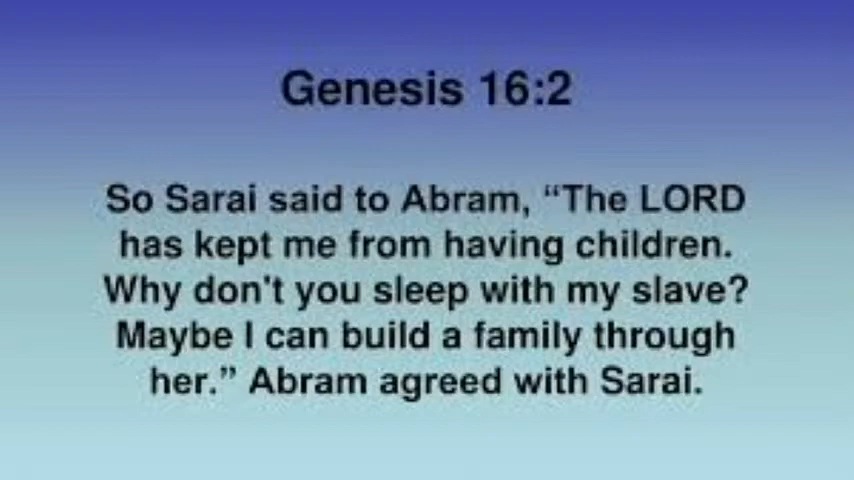 Genesis 16:2
So Sarai said to Abram, “The LORD
has kept me from having children.
Why don't you sleep with my slave?
Maybe I can build a family through
her.” Abram agreed with Sarai.